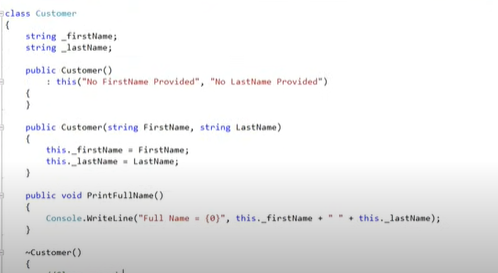 class Customer
{
string _firstName;
string _lastName;
public Customer()
: this("No FirstName Provided", "No LastName Provided")
{
}
public Customer(string FirstName, string LastName)
{
this._firstName = FirstName;
this._lastName = LastName;
}
public void PrintFullName()
{
Console.WriteLine("Full Name = {0}", this._firstName + " " + this._lastName);
}
~Customer()
{